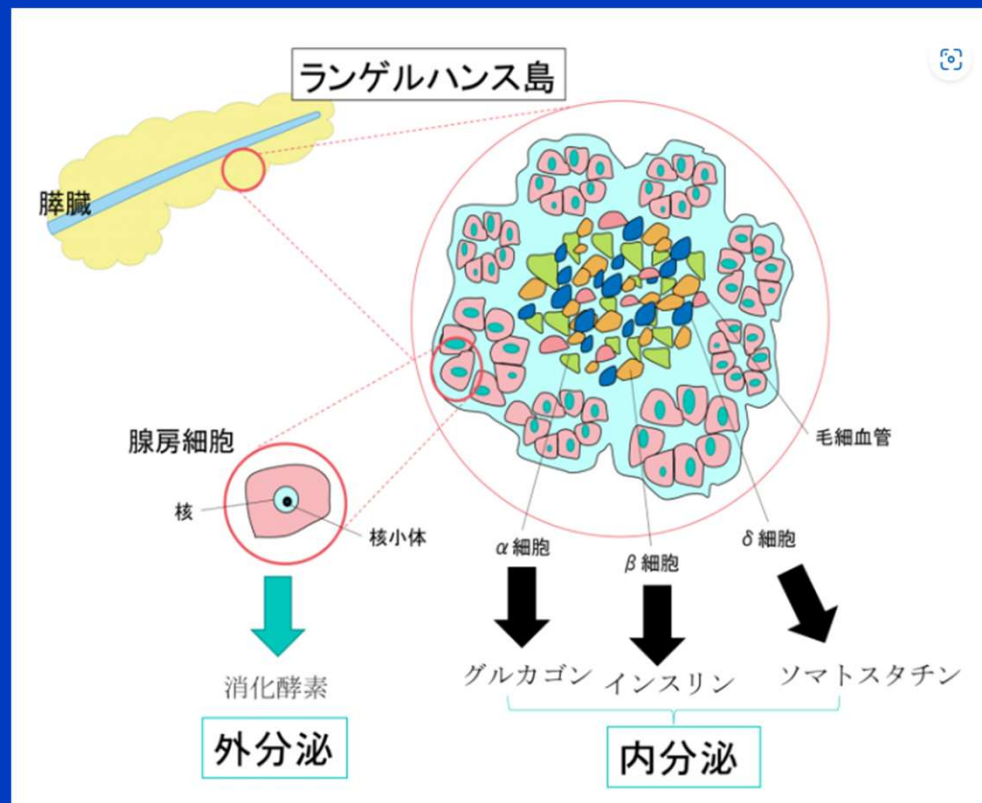 ランゲルハンス島
膵臓
腺房細胞
核
核小体
毛細血管
α細胞
β細胞
δ細胞
消化酵素
グルカゴン
インスリン
ソマトスタチン
外分泌
内分泌